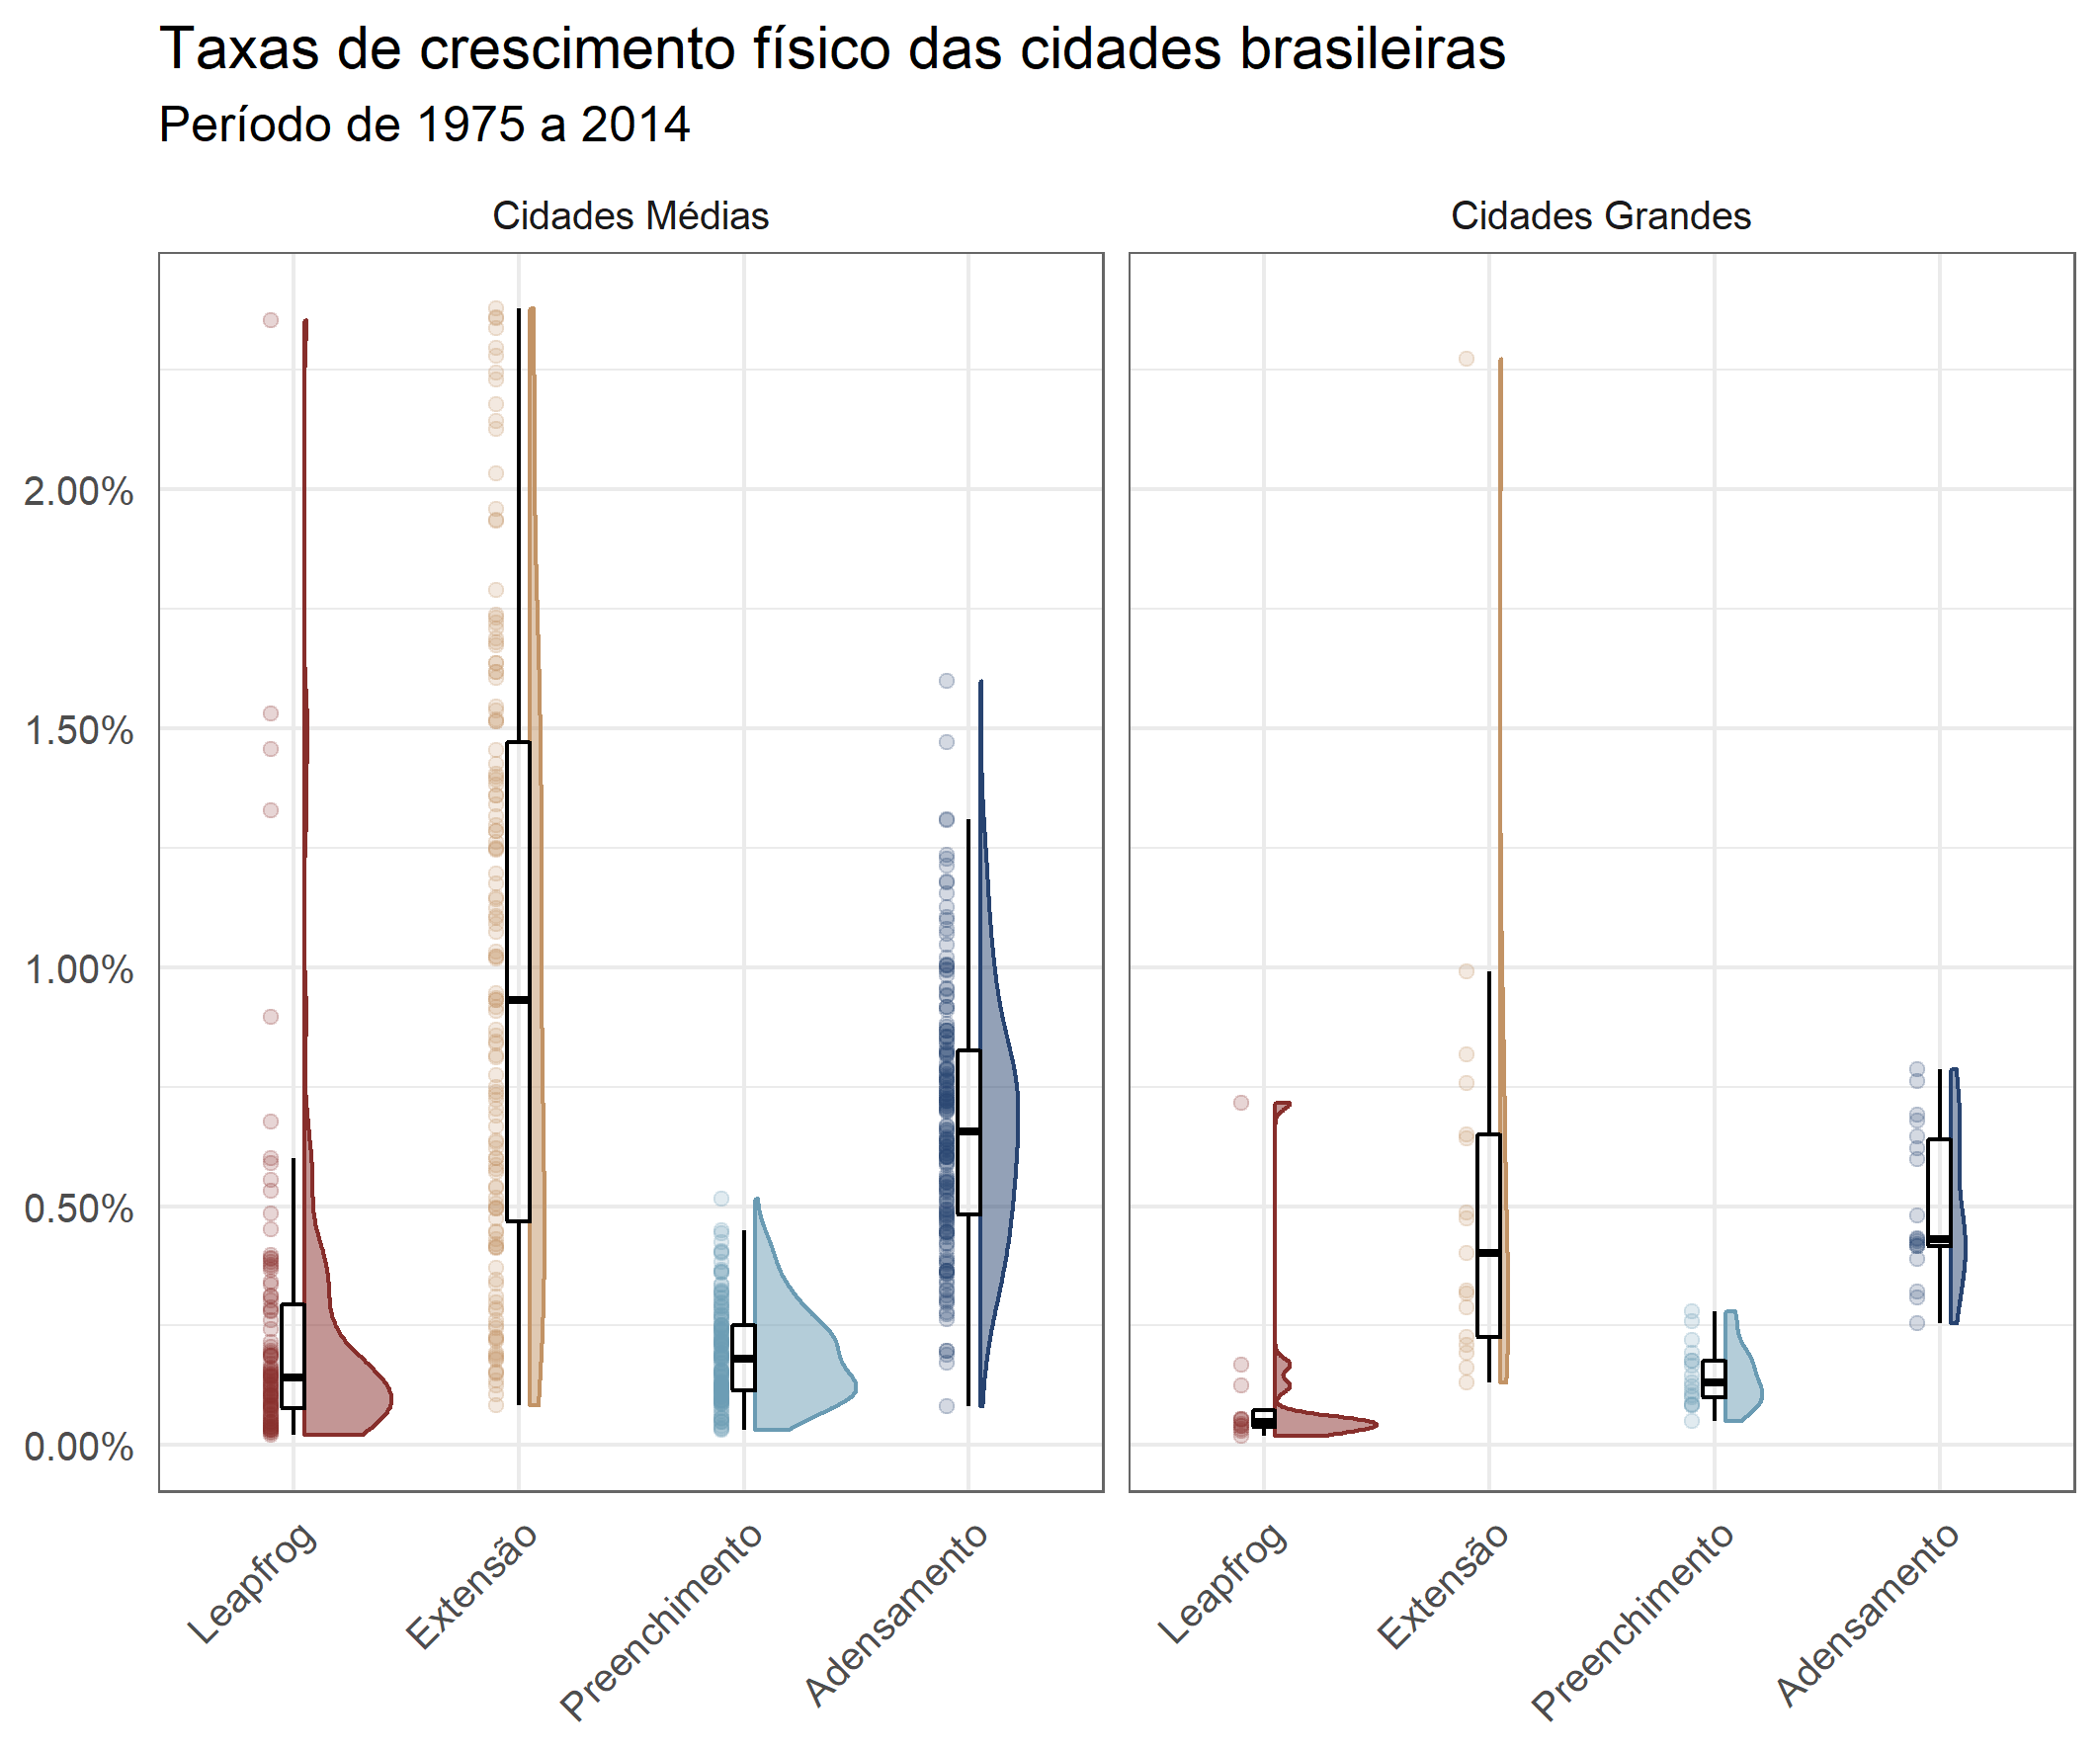 Taxas de crescimento físico das cidades brasileiras
Período de 1975 a 2014
Cidades Médias
Cidades Grandes
2.00%
1.50%
1.00%
0.50%
0.00%
Leapfrog
Extensão
Preenchimento
Adensamento
Leapfrog
Extensão
Preenchimento
Adensamento